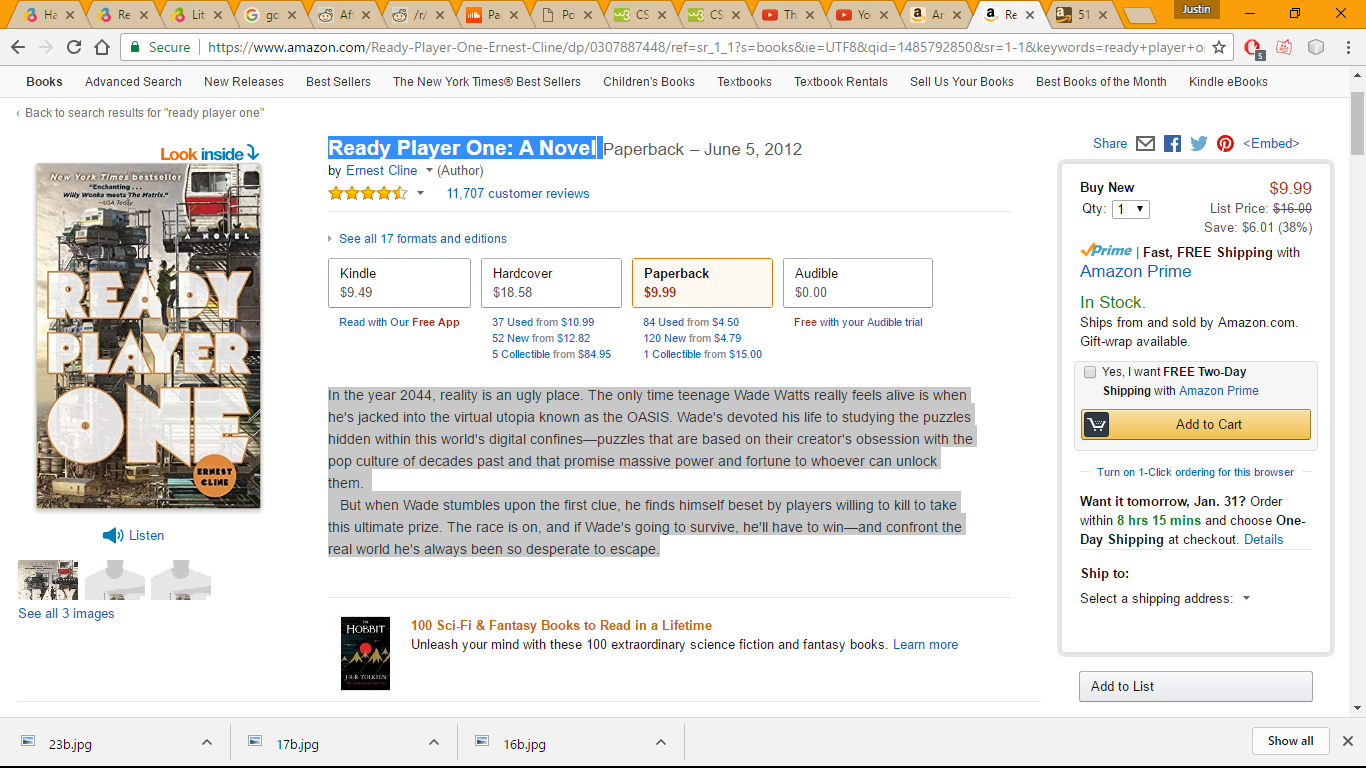 Ha
Re
Lit
go
Aft
/r/
Pa
Po
CS
CS
Th
Yo
Ar
Re
51
Justin
Secure
https://www.amazon.com/Ready-Player-One-Ernest-Cline/dp/0307887448/ref=sr_1_1?s=books&ie=UTF8&qid=1485792850&sr=1-1&keywords=ready+player+o
5
Books Advanced Search New Releases Best Sellers The New York Times® Best Sellers Children's Books Textbooks Textbook Rentals Sell Us Your Books Best Books of the Month Kindle eBooks
‹ Back to search results for "ready player one"
Look inside
New York Times bestseller
"Enchanting . . .
Willy Wonka meets The Matrix."
—USA Today
A NOVEL
READY
PLAYER
ONE
ERNEST
CLINE
Listen
See all 3 images
Ready Player One: A Novel Paperback – June 5, 2012
by Ernest Cline (Author)
11,707 customer reviews
See all 17 formats and editions
Kindle
$9.49
Read with Our Free App
Hardcover
$18.58
37 Used from $10.99
52 New from $12.82
5 Collectible from $84.95
Paperback
$9.99
84 Used from $4.50
120 New from $4.79
1 Collectible from $15.00
Audible
$0.00
Free with your Audible trial
In the year 2044, reality is an ugly place. The only time teenage Wade Watts really feels alive is when
he's jacked into the virtual utopia known as the OASIS. Wade's devoted his life to studying the puzzles
hidden within this world's digital confines—puzzles that are based on their creator's obsession with the
pop culture of decades past and that promise massive power and fortune to whoever can unlock
them.
But when Wade stumbles upon the first clue, he finds himself beset by players willing to kill to take
this ultimate prize. The race is on, and if Wade's going to survive, he'll have to win—and confront the
real world he's always been so desperate to escape.
THE
HOBBIT
J.R.R. TOLKIEN
100 Sci-Fi & Fantasy Books to Read in a Lifetime
Unleash your mind with these 100 extraordinary science fiction and fantasy books. Learn more
Share <Embed>
Buy New $9.99
Qty: 1 List Price: $16.00
Save: $6.01 (38%)
Prime | Fast, FREE Shipping with
Amazon Prime
In Stock.
Ships from and sold by Amazon.com.
Gift-wrap available.
Yes, I want FREE Two-Day
Shipping with Amazon Prime
Add to Cart
Turn on 1-Click ordering for this browser
Want it tomorrow, Jan. 31? Order
within 8 hrs 15 mins and choose One-
Day Shipping at checkout. Details
Ship to:
Select a shipping address:
Add to List
23b.jpg
17b.jpg
16b.jpg
Show all